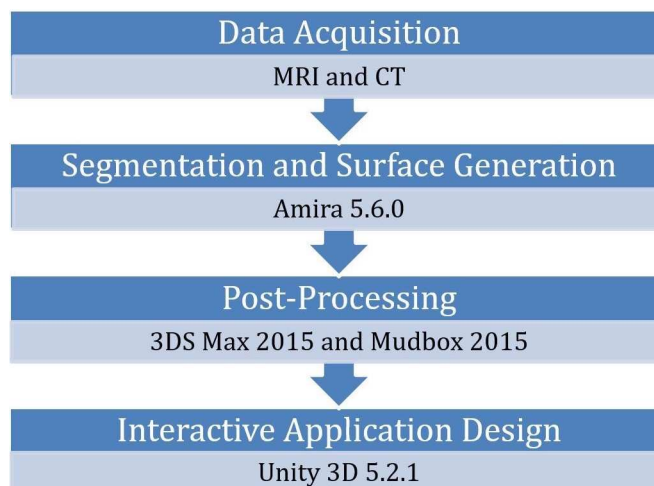 Data Acquisition
MRI and CT
Segmentation and Surface Generation
Amira 5.6.0
Post-Processing
3DS Max 2015 and Mudbox 2015
Interactive Application Design
Unity 3D 5.2.1